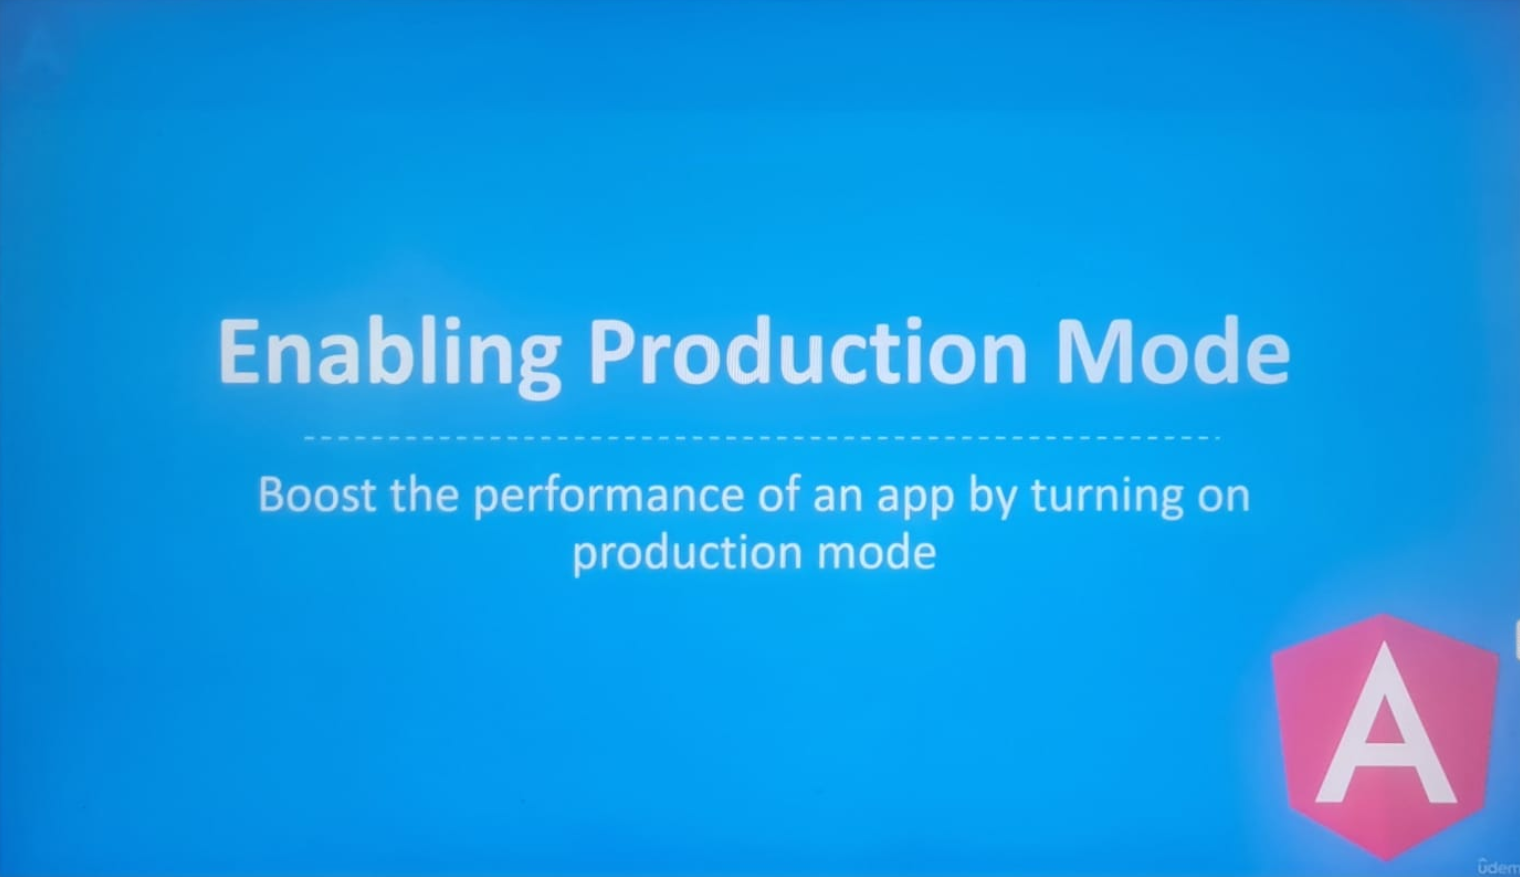 Enabling Production Mode
Boost the performance of an app by turning on
production mode
A